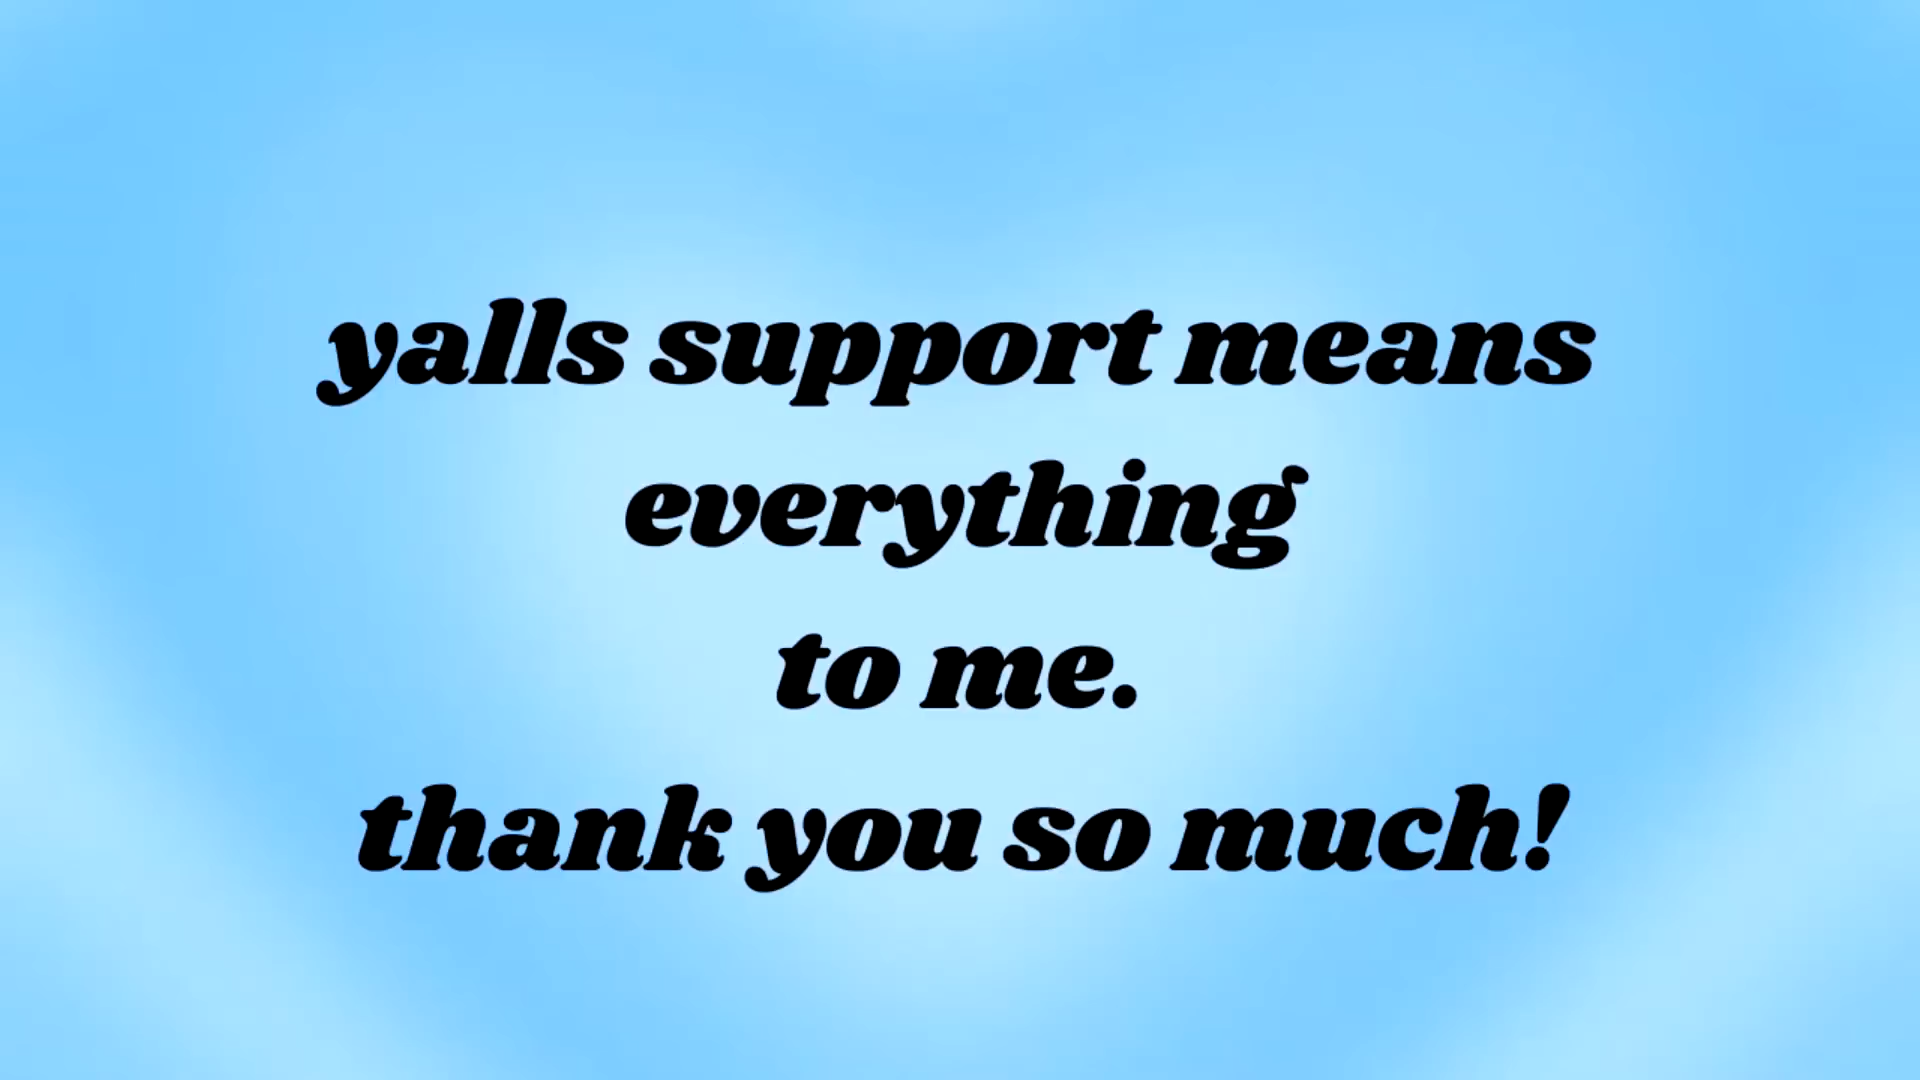 yalls support means
everything
to me.
thank you so much!